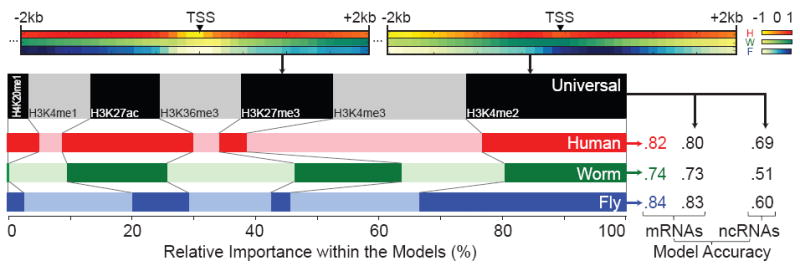 -2kb TSS +2kb -2kb TSS +2kb -1 0 1
... ... H
W
F
H4K20me1 H3K4me1 H3K27ac H3K36me3 H3K27me3 H3K4me3 H3K4me2 Universal
Human .82 .80 .69
Worm .74 .73 .51
Fly .84 .83 .60
0 20 40 60 80 100 mRNAs ncRNAs
Relative Importance within the Models (%) Model Accuracy